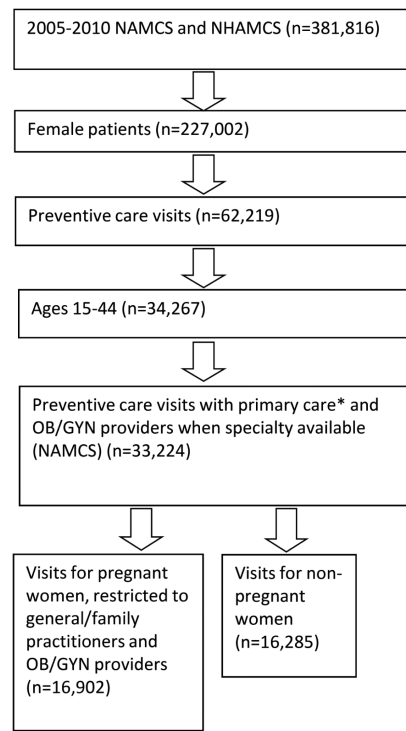 2005-2010 NAMCS and NHAMCS (n=381,816)
Female patients (n=227,002)
Preventive care visits (n=62,219)
Ages 15-44 (n=34,267)
Preventive care visits with primary care* and
OB/GYN providers when specialty available
(NAMCS) (n=33,224)
Visits for pregnant
women, restricted to
general/family
practitioners and
OB/GYN providers
(n=16,902)
Visits for non-
pregnant
women
(n=16,285)